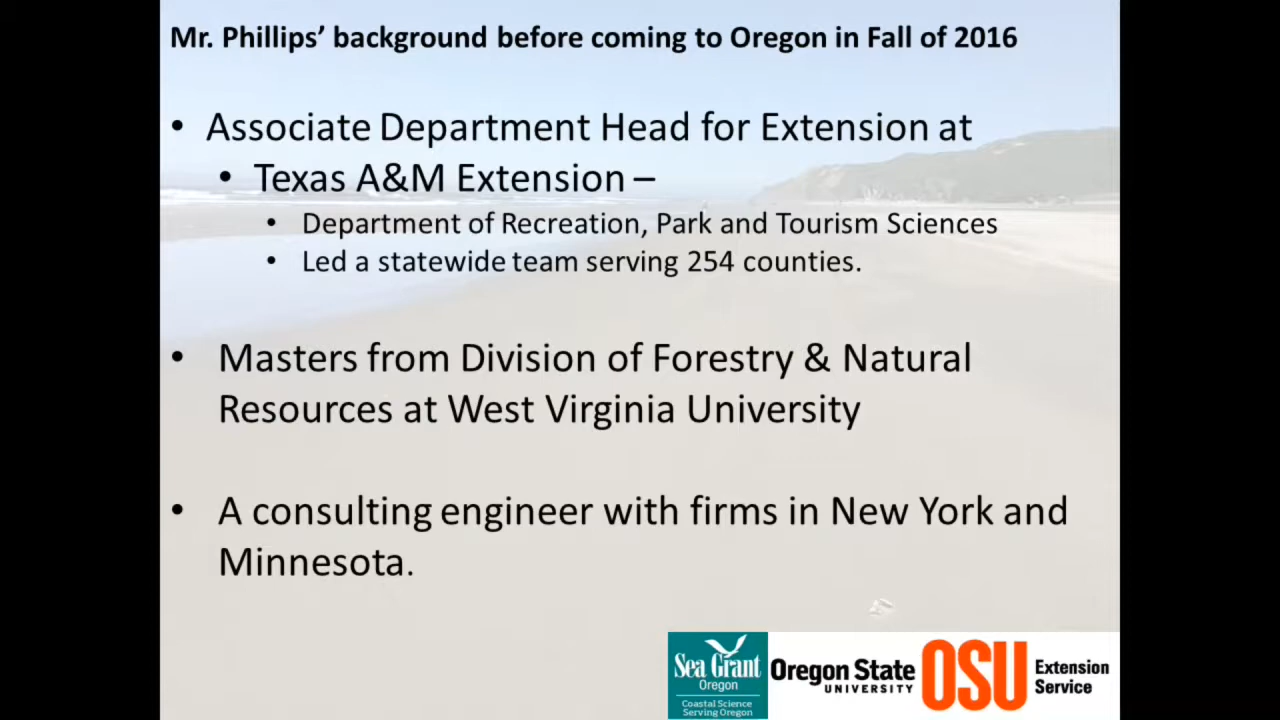 Mr. Phillips’ background before coming to Oregon in Fall of 2016
• Associate Department Head for Extension at
• Texas A&M Extension –
• Department of Recreation, Park and Tourism Sciences
• Led a statewide team serving 254 counties.
• Masters from Division of Forestry & Natural
Resources at West Virginia University
• A consulting engineer with firms in New York and
Minnesota.
Sea Grant
Oregon
Coastal Science
Serving Oregon
Oregon State
UNIVERSITY
OSU
Extension
Service